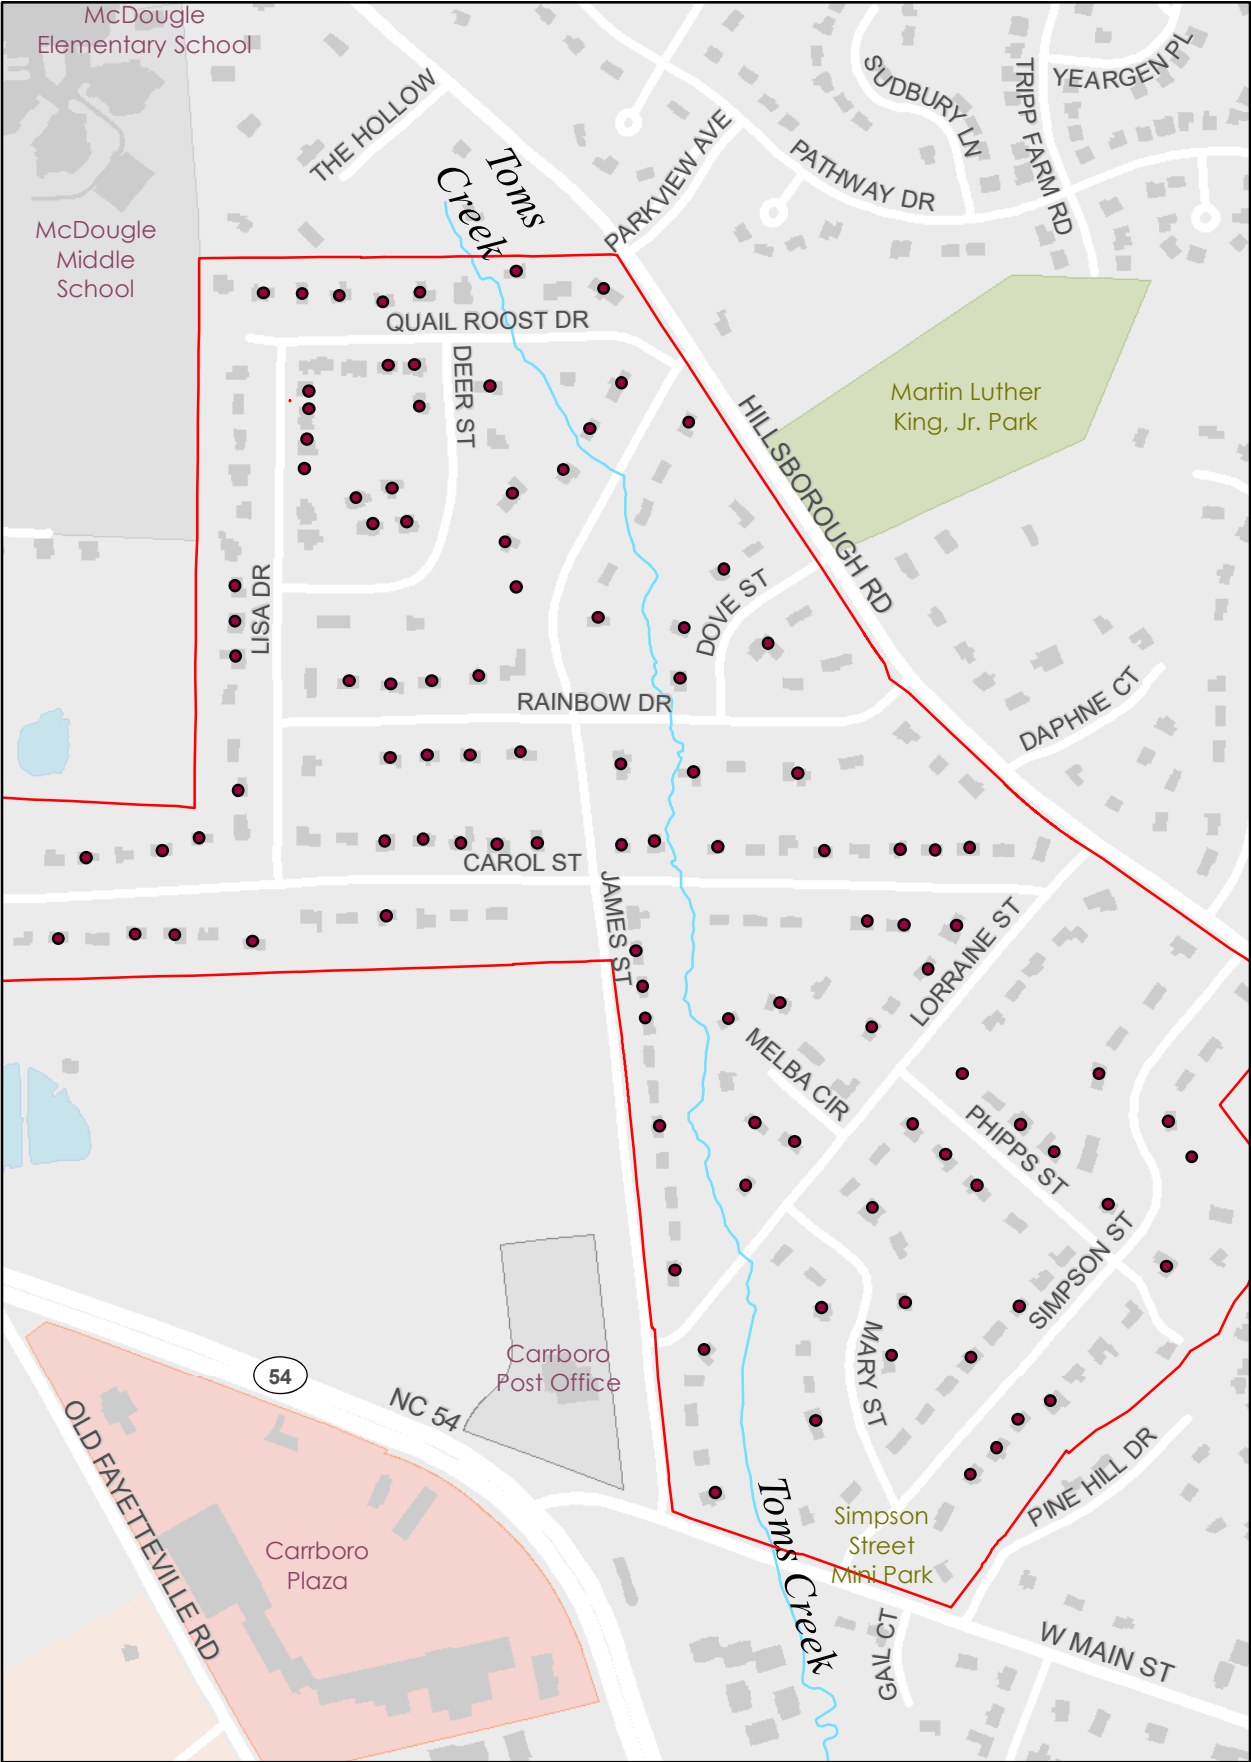 McDougle
Elementary School
YEARGEN PL
SUDBURY LN
TRIPP FARM RD
THE HOLLOW
PARKVIEW AVE
PATHWAY DR
Toms
Creek
McDougle
Middle
School
QUAIL ROOST DR
DEER ST
Martin Luther
King, Jr. Park
HILLSBOROUGH RD
LISA DR
DOVE ST
RAINBOW DR
DAPHNE CT
CAROL ST
JAMES ST
LORRAINE ST
MELBA CIR
PHIPPS ST
SIMPSON ST
MARY ST
Carrboro
Post Office
54
NC 54
OLD FAYETTEVILLE RD
PINE HILL DR
Simpson
Street
Mini Park
Carrboro
Plaza
Toms Creek
GAIL CT
W MAIN ST